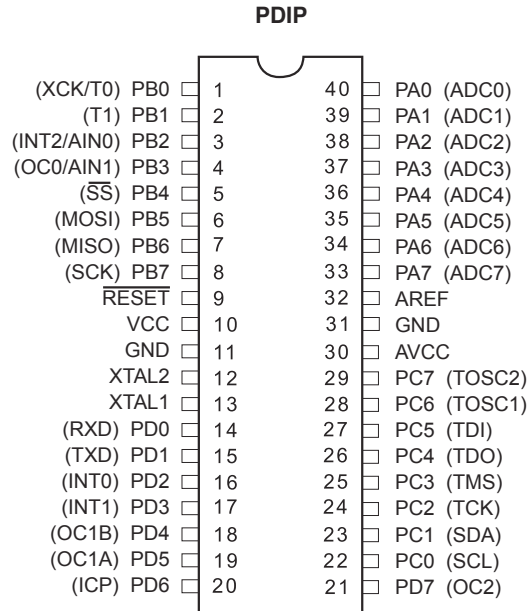 PDIP
(XCK/T0) PB0 1 40 PA0 (ADC0)
(T1) PB1 2 39 PA1 (ADC1)
(INT2/AIN0) PB2 3 38 PA2 (ADC2)
(OC0/AIN1) PB3 4 37 PA3 (ADC3)
(S̅S̅) PB4 5 36 PA4 (ADC4)
(MOSI) PB5 6 35 PA5 (ADC5)
(MISO) PB6 7 34 PA6 (ADC6)
(SCK) PB7 8 33 PA7 (ADC7)
R̅E̅S̅E̅T̅ 9 32 AREF
VCC 10 31 GND
GND 11 30 AVCC
XTAL2 12 29 PC7 (TOSC2)
XTAL1 13 28 PC6 (TOSC1)
(RXD) PD0 14 27 PC5 (TDI)
(TXD) PD1 15 26 PC4 (TDO)
(INT0) PD2 16 25 PC3 (TMS)
(INT1) PD3 17 24 PC2 (TCK)
(OC1B) PD4 18 23 PC1 (SDA)
(OC1A) PD5 19 22 PC0 (SCL)
(ICP) PD6 20 21 PD7 (OC2)